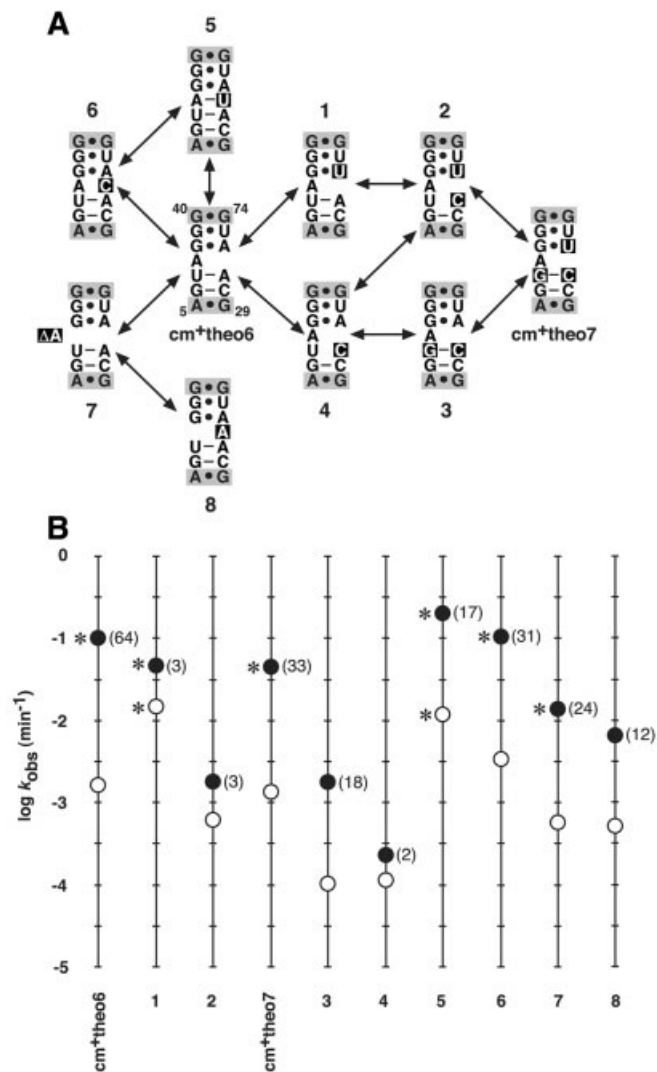 A
5
G•G
G•U
G•A
A–U
U–A
G–C
A•G
6
G•G
G•U
G•A
A C
U–A
G–C
A•G
1
G•G
G•U
G•U
A
U–A
G–C
A•G
2
G•G
G•U
G•U
A
U C
G–C
A•G
40 G•G 74
G•U
G•A
A
U–A
G–C
5 A•G 29
cm+theo6
G•G
G•U
G•U
A
G–C
G–C
A•G
cm+theo7
G•G
G•U
G•A
ΔA
U–A
G–C
A•G
7
G•G
G•U
G•A
A
U–A
G–C
A•G
8
G•G
G•U
G•A
A
U C
G–C
A•G
4
G•G
G•U
G•A
A
G–C
G–C
A•G
3
B
log kobs (min-1)
0
-1
-2
-3
-4
-5
*(64)
*(3)
*
(3)
*(33)
(18)
(2)
*(17)
*
*(31)
*(24)
(12)
cm+theo6
1
2
cm+theo7
3
4
5
6
7
8